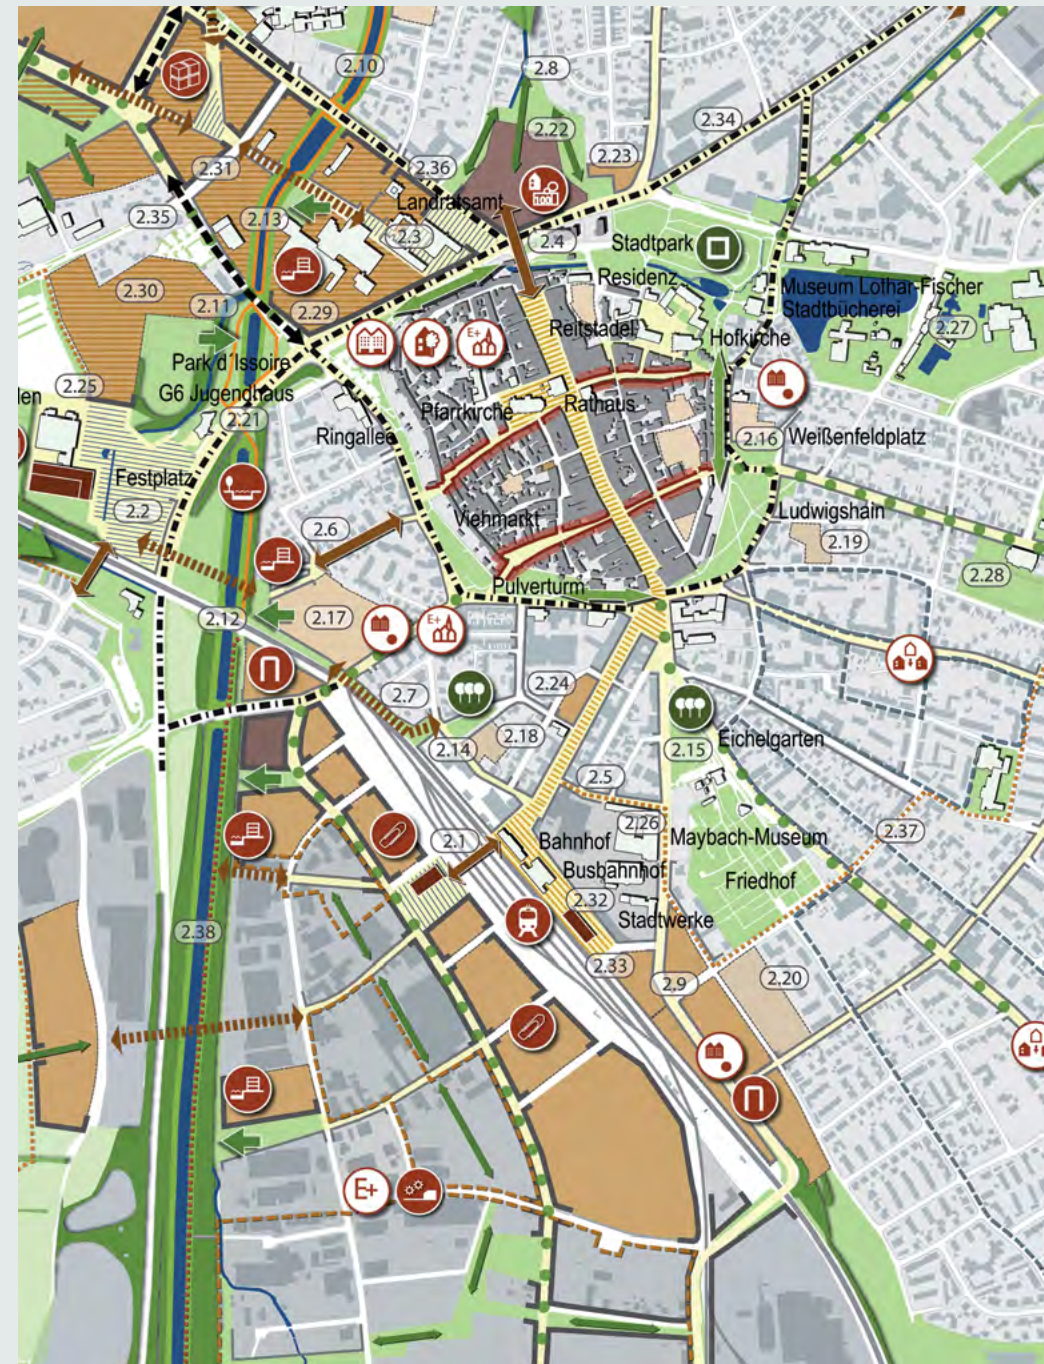 2.10
2.8
2.22
2.34
2.23
2.31
2.36
Landratsamt
2.35
2.13
2.3
2.4
Stadtpark
Residenz
2.30
2.11
2.29
Museum Lothar-Fischer
Stadtbücherei
Reitstadel
Hofkirche
2.27
E+
Park d´Issoire
G6 Jugendhaus
2.25
2.21
Pfarrkirche
Rathaus
Ringallee
2.16
Weißenfeldplatz
Festplatz
2.2
2.6
Viehmarkt
Ludwigshain
2.19
2.28
Pulverturm
2.12
2.17
E+
2.7
2.24
2.18
2.14
2.15
Eichelgarten
2.5
2.26
2.37
2.1
Bahnhof
Maybach-Museum
Busbahnhof
Friedhof
2.32
Stadtwerke
2.38
2.33
2.9
2.20
E+